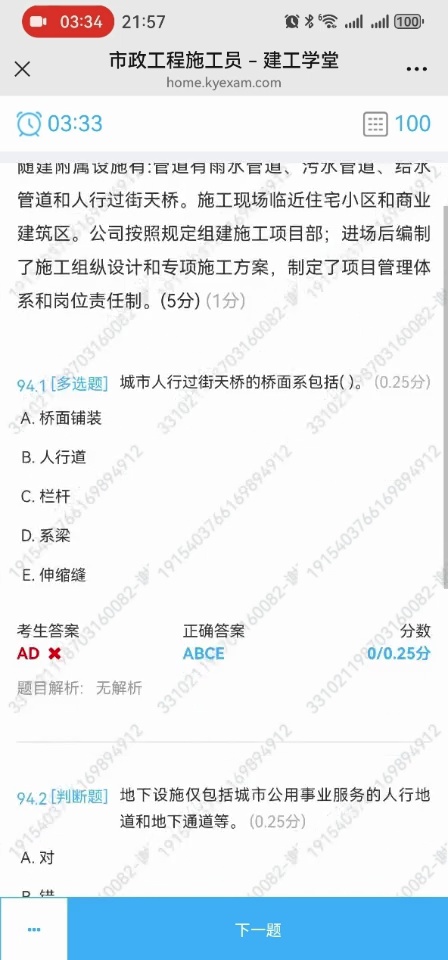 03:34 21:57 100
市政工程施工员 – 建工学堂
home.kyexam.com
03:33 100
随建附属设施有:管道有雨水管道、污水管道、给水
管道和人行过街天桥。施工现场临近住宅小区和商业
建筑区。公司按照规定组建施工项目部；进场后编制
了施工组纵设计和专项施工方案，制定了项目管理体
系和岗位责任制。(5分) (1分)
94.1 [多选题] 城市人行过街天桥的桥面系包括( )。 (0.25分)
A. 桥面铺装
B. 人行道
C. 栏杆
D. 系梁
E. 伸缩缝
考生答案 正确答案 分数
AD ✖ ABCE 0/0.25分
题目解析: 无解析
94.2 [判断题] 地下设施仅包括城市公用事业服务的人行地
道和地下通道等。 (0.25分)
A. 对
B. 错
下一题